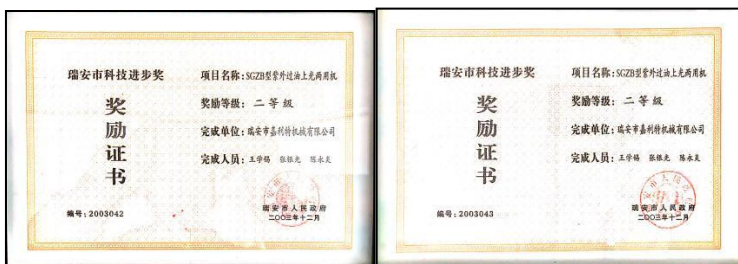 瑞安市科技进步奖
奖励证书
编号：2003042
项目名称：SGZB型紫外过油上光两用机
奖励等级：二等级
完成单位：瑞安市嘉利特机械有限公司
完成人员：王学锡 张银光 陈永良
瑞安市人民政府
二〇〇三年十二月
瑞安市科技进步奖
奖励证书
编号：2003043
项目名称：SGZB型紫外过油上光两用机
奖励等级：二等级
完成单位：瑞安市嘉利特机械有限公司
完成人员：王学锡 张银光 陈永良
瑞安市人民政府
二〇〇三年十二月